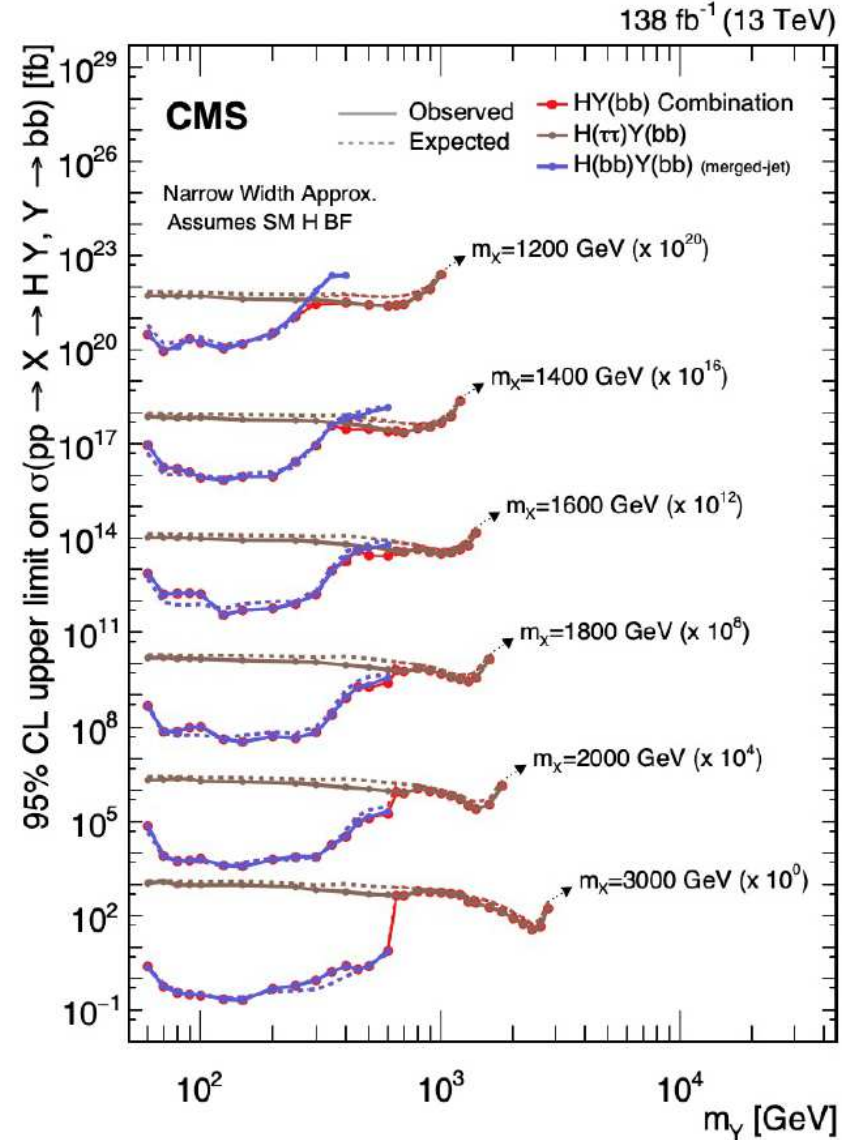 138 fb⁻¹ (13 TeV)
95% CL upper limit on σ(pp → X → H Y, Y → bb) [fb]
10²⁹
10²⁶
10²³
10²⁰
10¹⁷
10¹⁴
10¹¹
10⁸
10⁵
10²
10⁻¹
CMS
Observed
Expected
HY(bb) Combination
H(ττ)Y(bb)
H(bb)Y(bb) (merged-jet)
Narrow Width Approx.
Assumes SM H BF
m_X=1200 GeV (x 10²⁰)
m_X=1400 GeV (x 10¹⁶)
m_X=1600 GeV (x 10¹²)
m_X=1800 GeV (x 10⁸)
m_X=2000 GeV (x 10⁴)
m_X=3000 GeV (x 10⁰)
10²
10³
10⁴
m_Y [GeV]